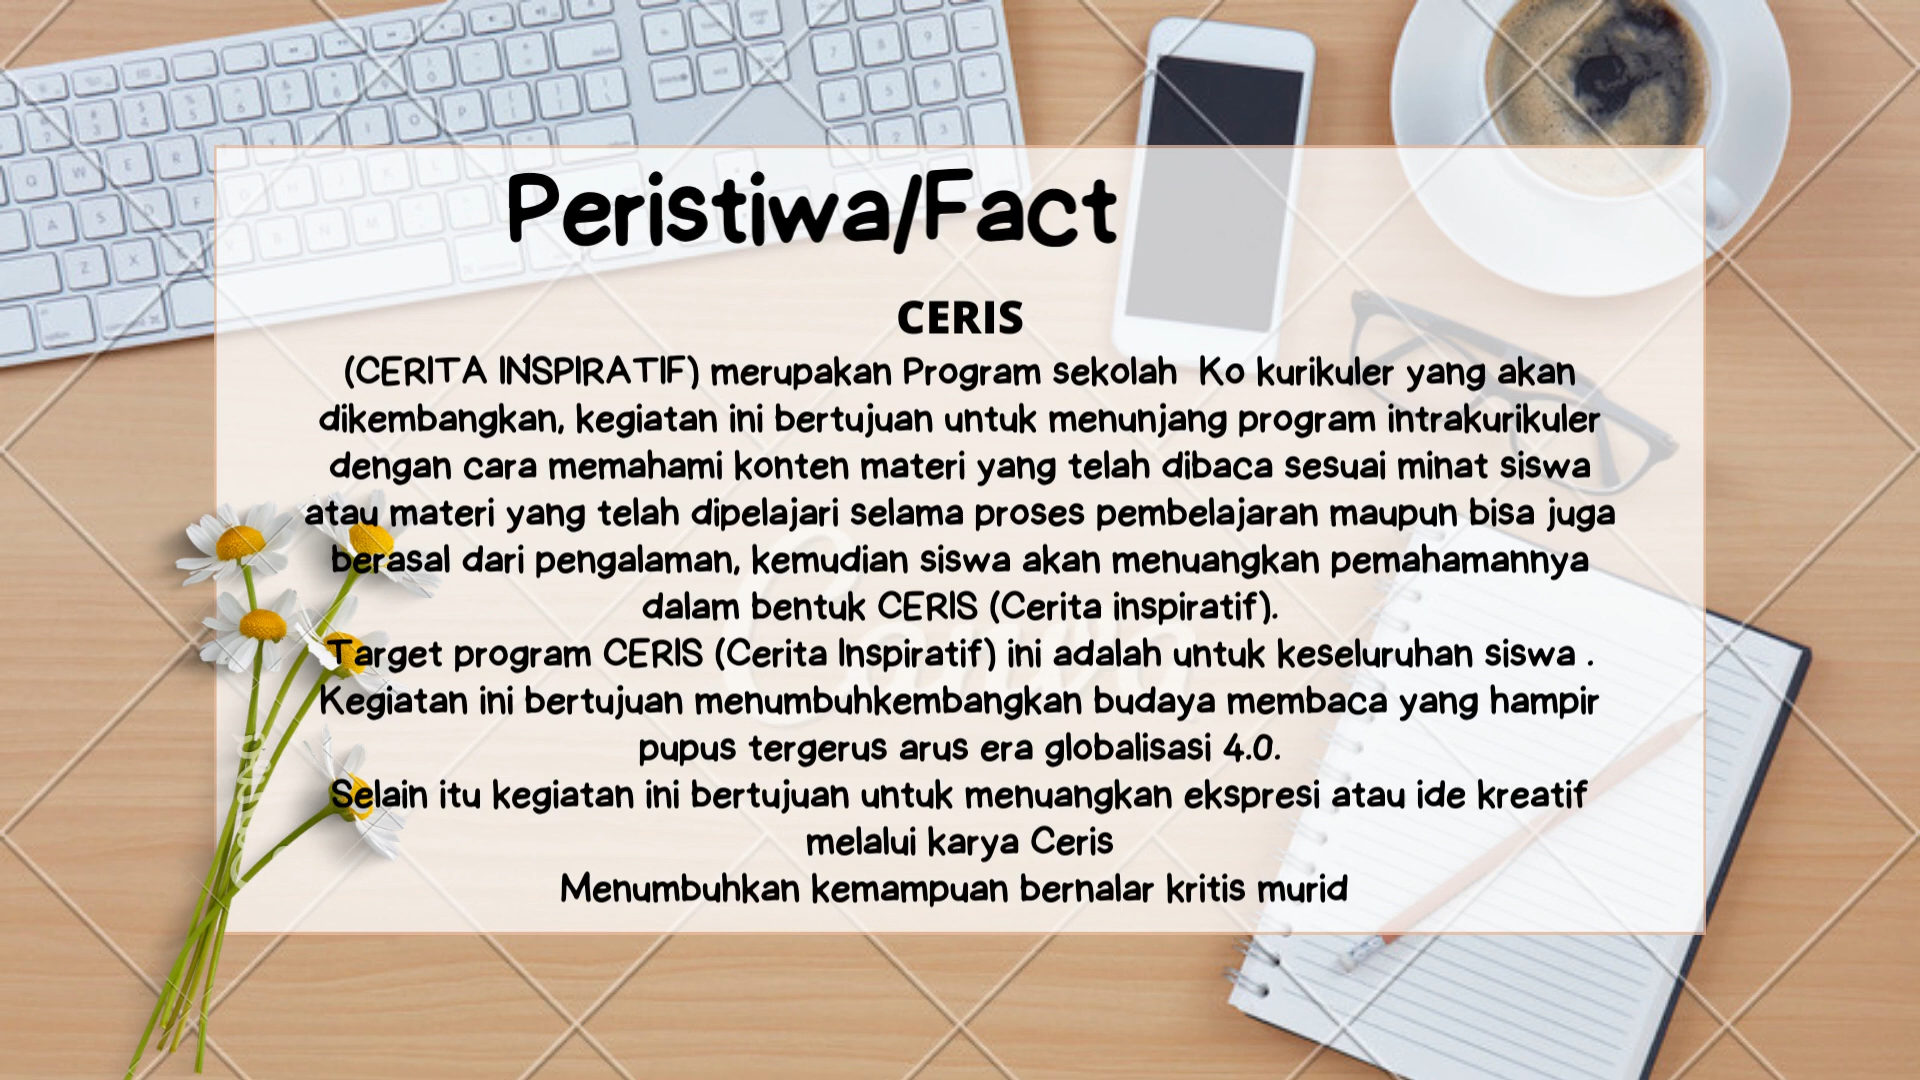 Peristiwa/Fact
CERIS
(CERITA INSPIRATIF) merupakan Program sekolah Ko kurikuler yang akan
dikembangkan, kegiatan ini bertujuan untuk menunjang program intrakurikuler
dengan cara memahami konten materi yang telah dibaca sesuai minat siswa
atau materi yang telah dipelajari selama proses pembelajaran maupun bisa juga
berasal dari pengalaman, kemudian siswa akan menuangkan pemahamannya
dalam bentuk CERIS (Cerita inspiratif).
Target program CERIS (Cerita Inspiratif) ini adalah untuk keseluruhan siswa .
Kegiatan ini bertujuan menumbuhkembangkan budaya membaca yang hampir
pupus tergerus arus era globalisasi 4.0.
Selain itu kegiatan ini bertujuan untuk menuangkan ekspresi atau ide kreatif
melalui karya Ceris
Menumbuhkan kemampuan bernalar kritis murid
Canva